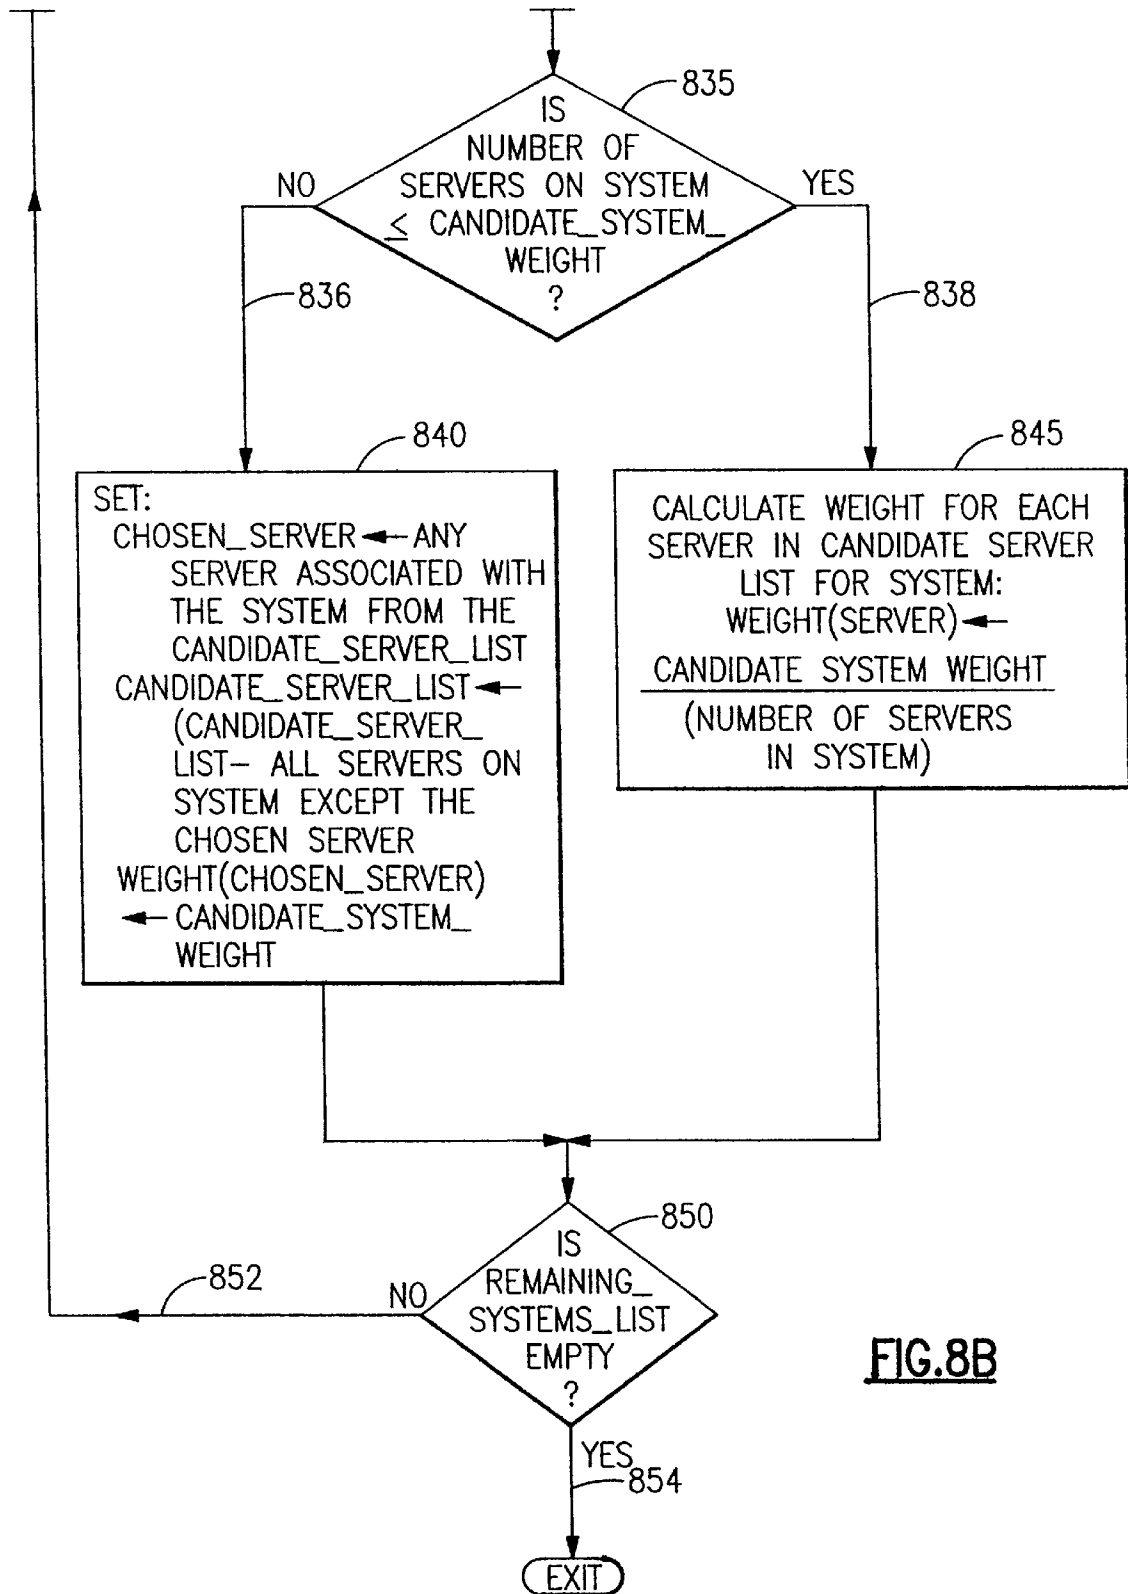 835
IS
NUMBER OF
SERVERS ON SYSTEM
≤ CANDIDATE_SYSTEM_
WEIGHT
?
NO
YES
836
838
840
SET:
CHOSEN_SERVER ← ANY
SERVER ASSOCIATED WITH
THE SYSTEM FROM THE
CANDIDATE_SERVER_LIST
CANDIDATE_SERVER_LIST ←
(CANDIDATE_SERVER_
LIST– ALL SERVERS ON
SYSTEM EXCEPT THE
CHOSEN SERVER
WEIGHT(CHOSEN_SERVER)
← CANDIDATE_SYSTEM_
WEIGHT
845
CALCULATE WEIGHT FOR EACH
SERVER IN CANDIDATE SERVER
LIST FOR SYSTEM:
WEIGHT(SERVER) ←
CANDIDATE SYSTEM WEIGHT
(NUMBER OF SERVERS
IN SYSTEM)
850
IS
REMAINING_
SYSTEMS_LIST
EMPTY
?
852
NO
YES
854
EXIT
FIG.8B